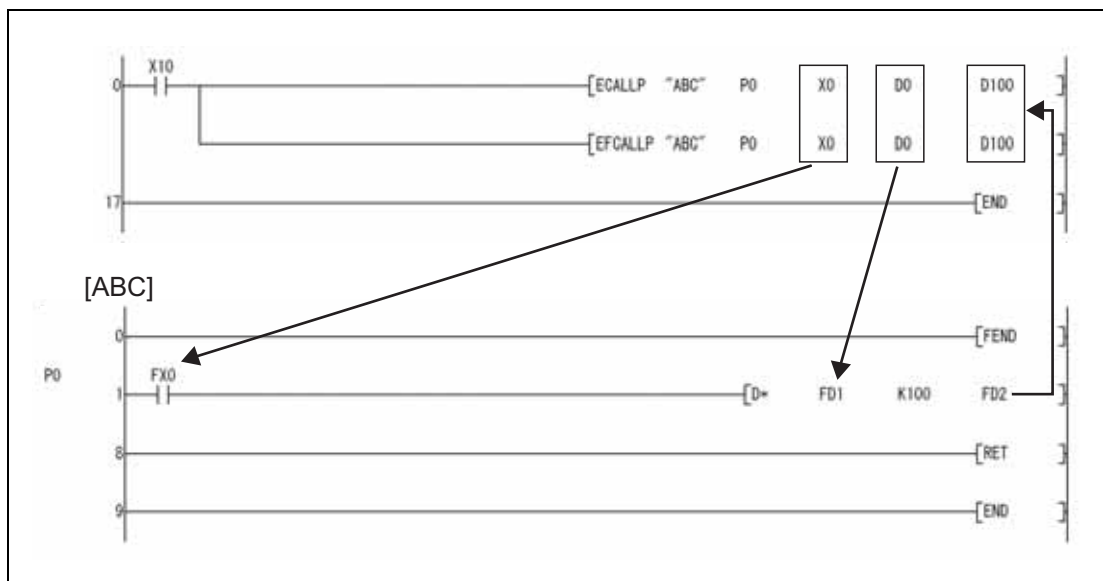 X10
0 [ECALLP "ABC" P0 X0 D0 D100 ]
[EFCALLP "ABC" P0 X0 D0 D100 ]
17 [END ]
[ABC]
0 [FEND ]
P0 FX0
1 [D* FD1 K100 FD2 ]
8 [RET ]
9 [END ]